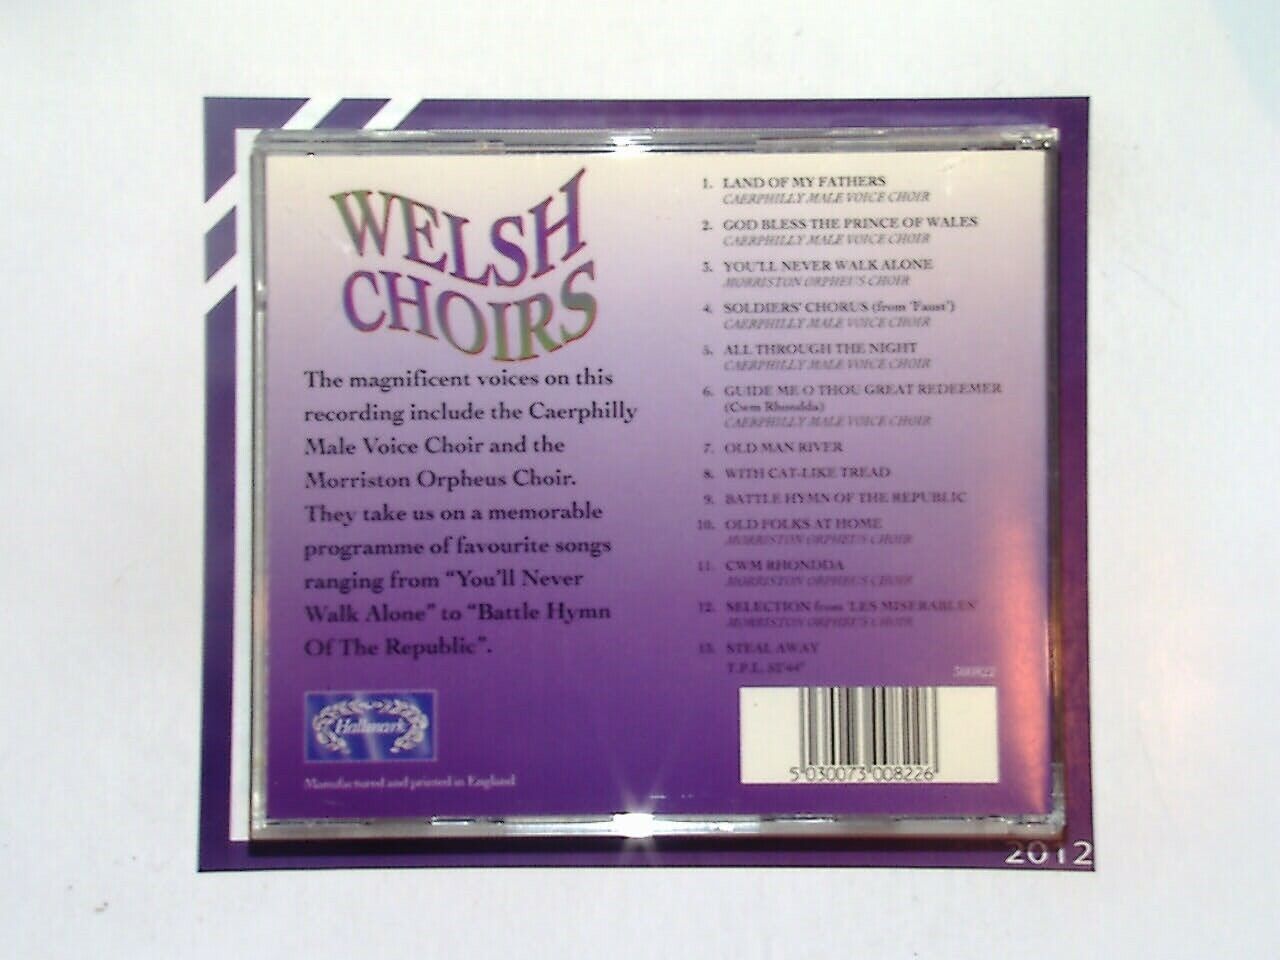 WELSH
CHOIRS
The magnificent voices on this
recording include the Caerphilly
Male Voice Choir and the
Morriston Orpheus Choir.
They take us on a memorable
programme of favourite songs
ranging from “You’ll Never
Walk Alone” to “Battle Hymn
Of The Republic”.
Hallmark
Manufactured and printed in England
1. LAND OF MY FATHERS
CAERPHILLY MALE VOICE CHOIR
2. GOD BLESS THE PRINCE OF WALES
CAERPHILLY MALE VOICE CHOIR
3. YOU'LL NEVER WALK ALONE
MORRISTON ORPHEUS CHOIR
4. SOLDIERS' CHORUS (from 'Faust')
CAERPHILLY MALE VOICE CHOIR
5. ALL THROUGH THE NIGHT
CAERPHILLY MALE VOICE CHOIR
6. GUIDE ME O THOU GREAT REDEEMER
(Cwm Rhondda)
CAERPHILLY MALE VOICE CHOIR
7. OLD MAN RIVER
8. WITH CAT-LIKE TREAD
9. BATTLE HYMN OF THE REPUBLIC
10. OLD FOLKS AT HOME
MORRISTON ORPHEUS CHOIR
11. CWM RHONDDA
MORRISTON ORPHEUS CHOIR
12. SELECTION from 'LES MISERABLES'
MORRISTON ORPHEUS CHOIR
13. STEAL AWAY
T.P.L.
5 030073 008226
2012